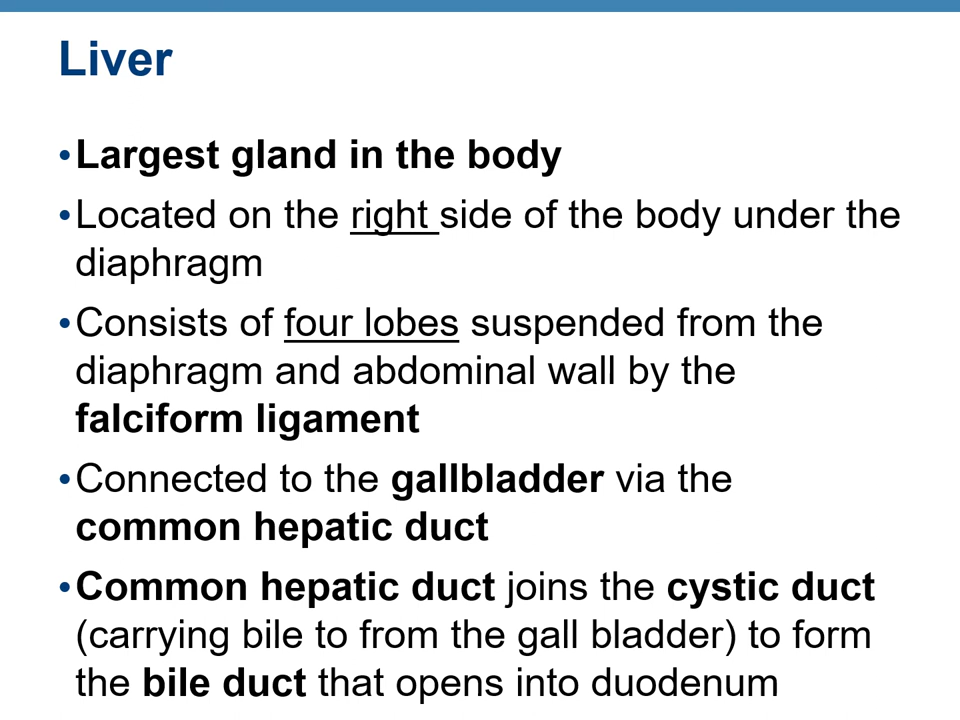 Liver
•Largest gland in the body
•Located on the right side of the body under the
diaphragm
•Consists of four lobes suspended from the
diaphragm and abdominal wall by the
falciform ligament
•Connected to the gallbladder via the
common hepatic duct
•Common hepatic duct joins the cystic duct
(carrying bile to from the gall bladder) to form
the bile duct that opens into duodenum